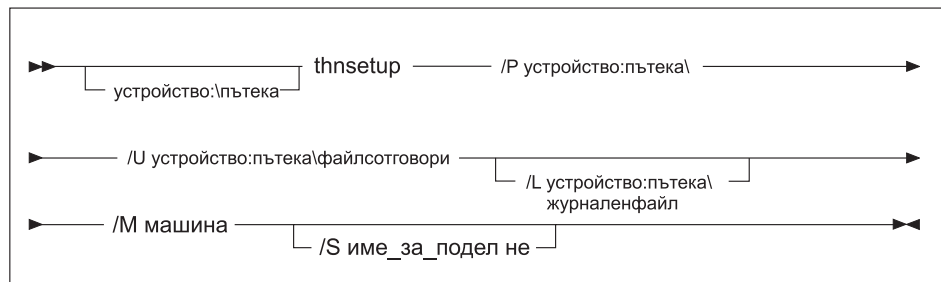 thnsetup /P устройство:пътека\
устройство:\пътека
/U устройство:пътека\файлсотговори
/L устройство:пътека\
журналенфайл
/M машина
/S име_за_подел не